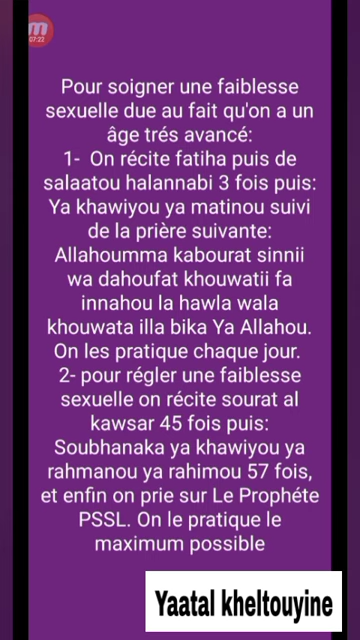 m
07:22
Pour soigner une faiblesse
sexuelle due au fait qu'on a un
âge trés avancé:
1-  On récite fatiha puis de
salaatou halannabi 3 fois puis:
Ya khawiyou ya matinou suivi
de la prière suivante:
Allahoumma kabourat sinnii
wa dahoufat khouwatii fa
innahou la hawla wala
khouwata illa bika Ya Allahou.
On les pratique chaque jour.
2- pour régler une faiblesse
sexuelle on récite sourat al
kawsar 45 fois puis:
Soubhanaka ya khawiyou ya
rahmanou ya rahimou 57 fois,
et enfin on prie sur Le Prophéte
PSSL. On le pratique le
maximum possible
Yaatal kheltouyine